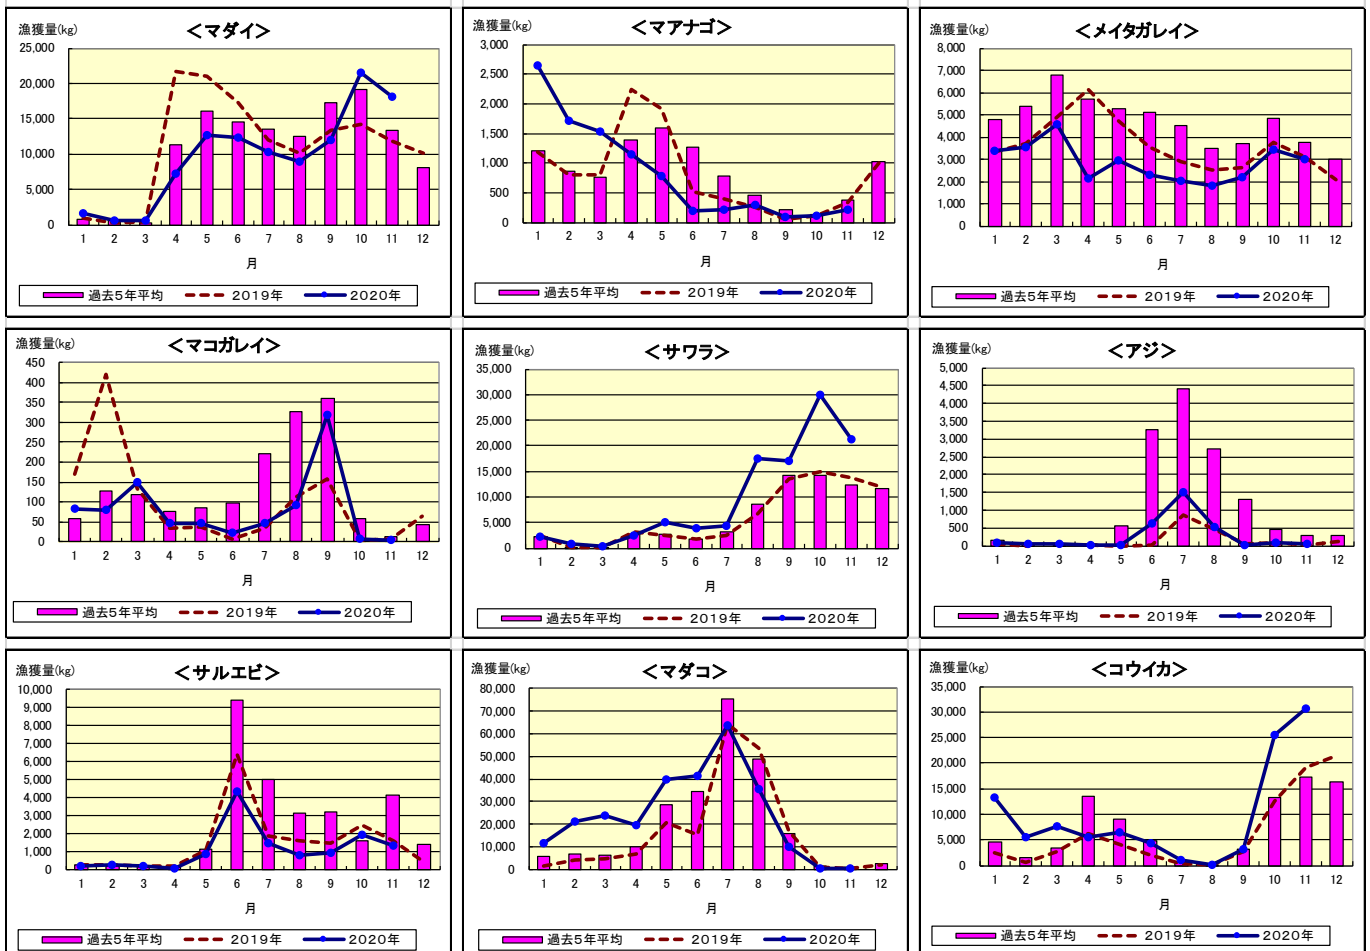 漁獲量(kg)
＜マダイ＞
25,000
20,000
15,000
10,000
5,000
0
1 2 3 4 5 6 7 8 9 10 11 12
月
過去5年平均 2019年 2020年
漁獲量(kg)
＜マアナゴ＞
3,000
2,500
2,000
1,500
1,000
500
0
1 2 3 4 5 6 7 8 9 10 11 12
月
過去5年平均 2019年 2020年
漁獲量(kg)
＜メイタガレイ＞
8,000
7,000
6,000
5,000
4,000
3,000
2,000
1,000
0
1 2 3 4 5 6 7 8 9 10 11 12
月
過去5年平均 2019年 2020年
漁獲量(kg)
＜マコガレイ＞
450
400
350
300
250
200
150
100
50
0
1 2 3 4 5 6 7 8 9 10 11 12
月
過去5年平均 2019年 2020年
漁獲量(kg)
＜サワラ＞
35,000
30,000
25,000
20,000
15,000
10,000
5,000
0
1 2 3 4 5 6 7 8 9 10 11 12
月
過去5年平均 2019年 2020年
漁獲量(kg)
＜アジ＞
5,000
4,500
4,000
3,500
3,000
2,500
2,000
1,500
1,000
500
0
1 2 3 4 5 6 7 8 9 10 11 12
月
過去5年平均 2019年 2020年
漁獲量(kg)
＜サルエビ＞
10,000
9,000
8,000
7,000
6,000
5,000
4,000
3,000
2,000
1,000
0
1 2 3 4 5 6 7 8 9 10 11 12
月
過去5年平均 2019年 2020年
漁獲量(kg)
＜マダコ＞
80,000
70,000
60,000
50,000
40,000
30,000
20,000
10,000
0
1 2 3 4 5 6 7 8 9 10 11 12
月
過去5年平均 2019年 2020年
漁獲量(kg)
＜コウイカ＞
35,000
30,000
25,000
20,000
15,000
10,000
5,000
0
1 2 3 4 5 6 7 8 9 10 11 12
月
過去5年平均 2019年 2020年